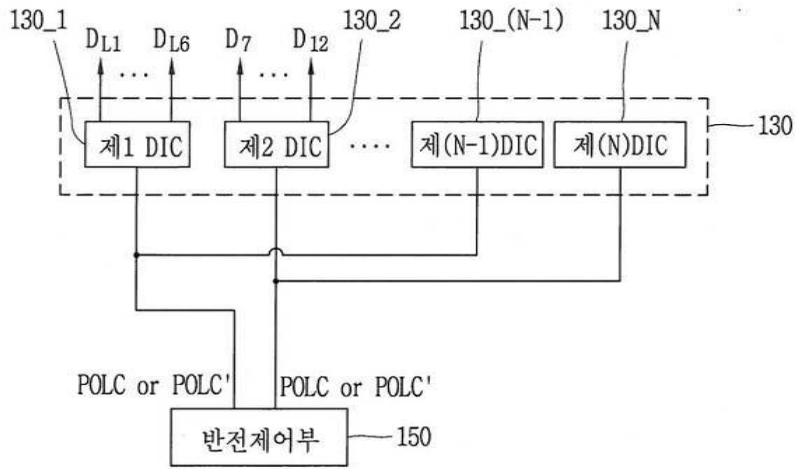 130_1 D_L1 ... D_L6 D_7 ... D_12 130_2 130_(N-1) 130_N
제1 DIC 제2 DIC .... 제(N-1)DIC 제(N)DIC 130
POLC or POLC' POLC or POLC'
반전제어부 150